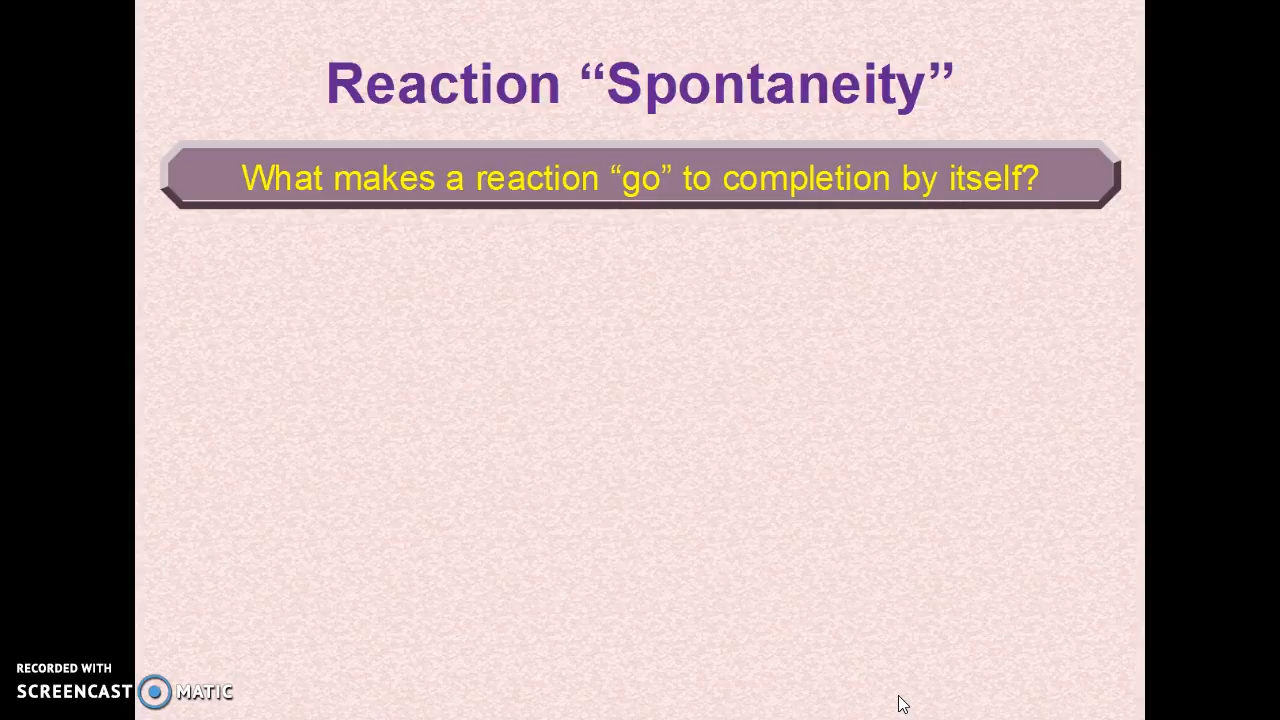 Reaction “Spontaneity”
What makes a reaction “go” to completion by itself?
RECORDED WITH
SCREENCAST MATIC